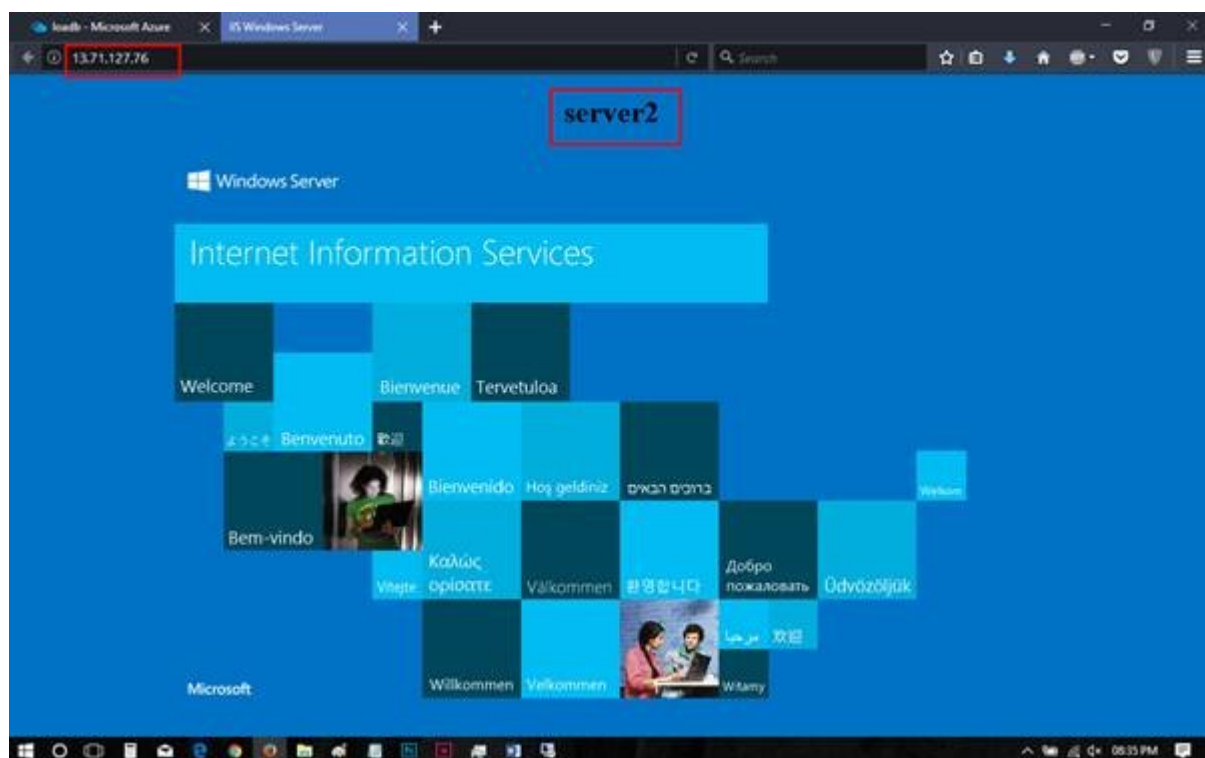 loadb - Microsoft Azure
IIS Windows Server
13.71.127.76
Search
server2
Windows Server
Internet Information Services
Welcome
Bienvenue
Tervetuloa
ようこそ
Benvenuto
歡迎
Bienvenido
Hoş geldiniz
ברוכים הבאים
Welkom
Bem-vindo
Vítejte
Καλώς
ορίσατε
Välkommen
환영합니다
Добро
пожаловать
Üdvözöljük
مرحبا
欢迎
Microsoft
Willkommen
Velkommen
Witamy
08:35 PM